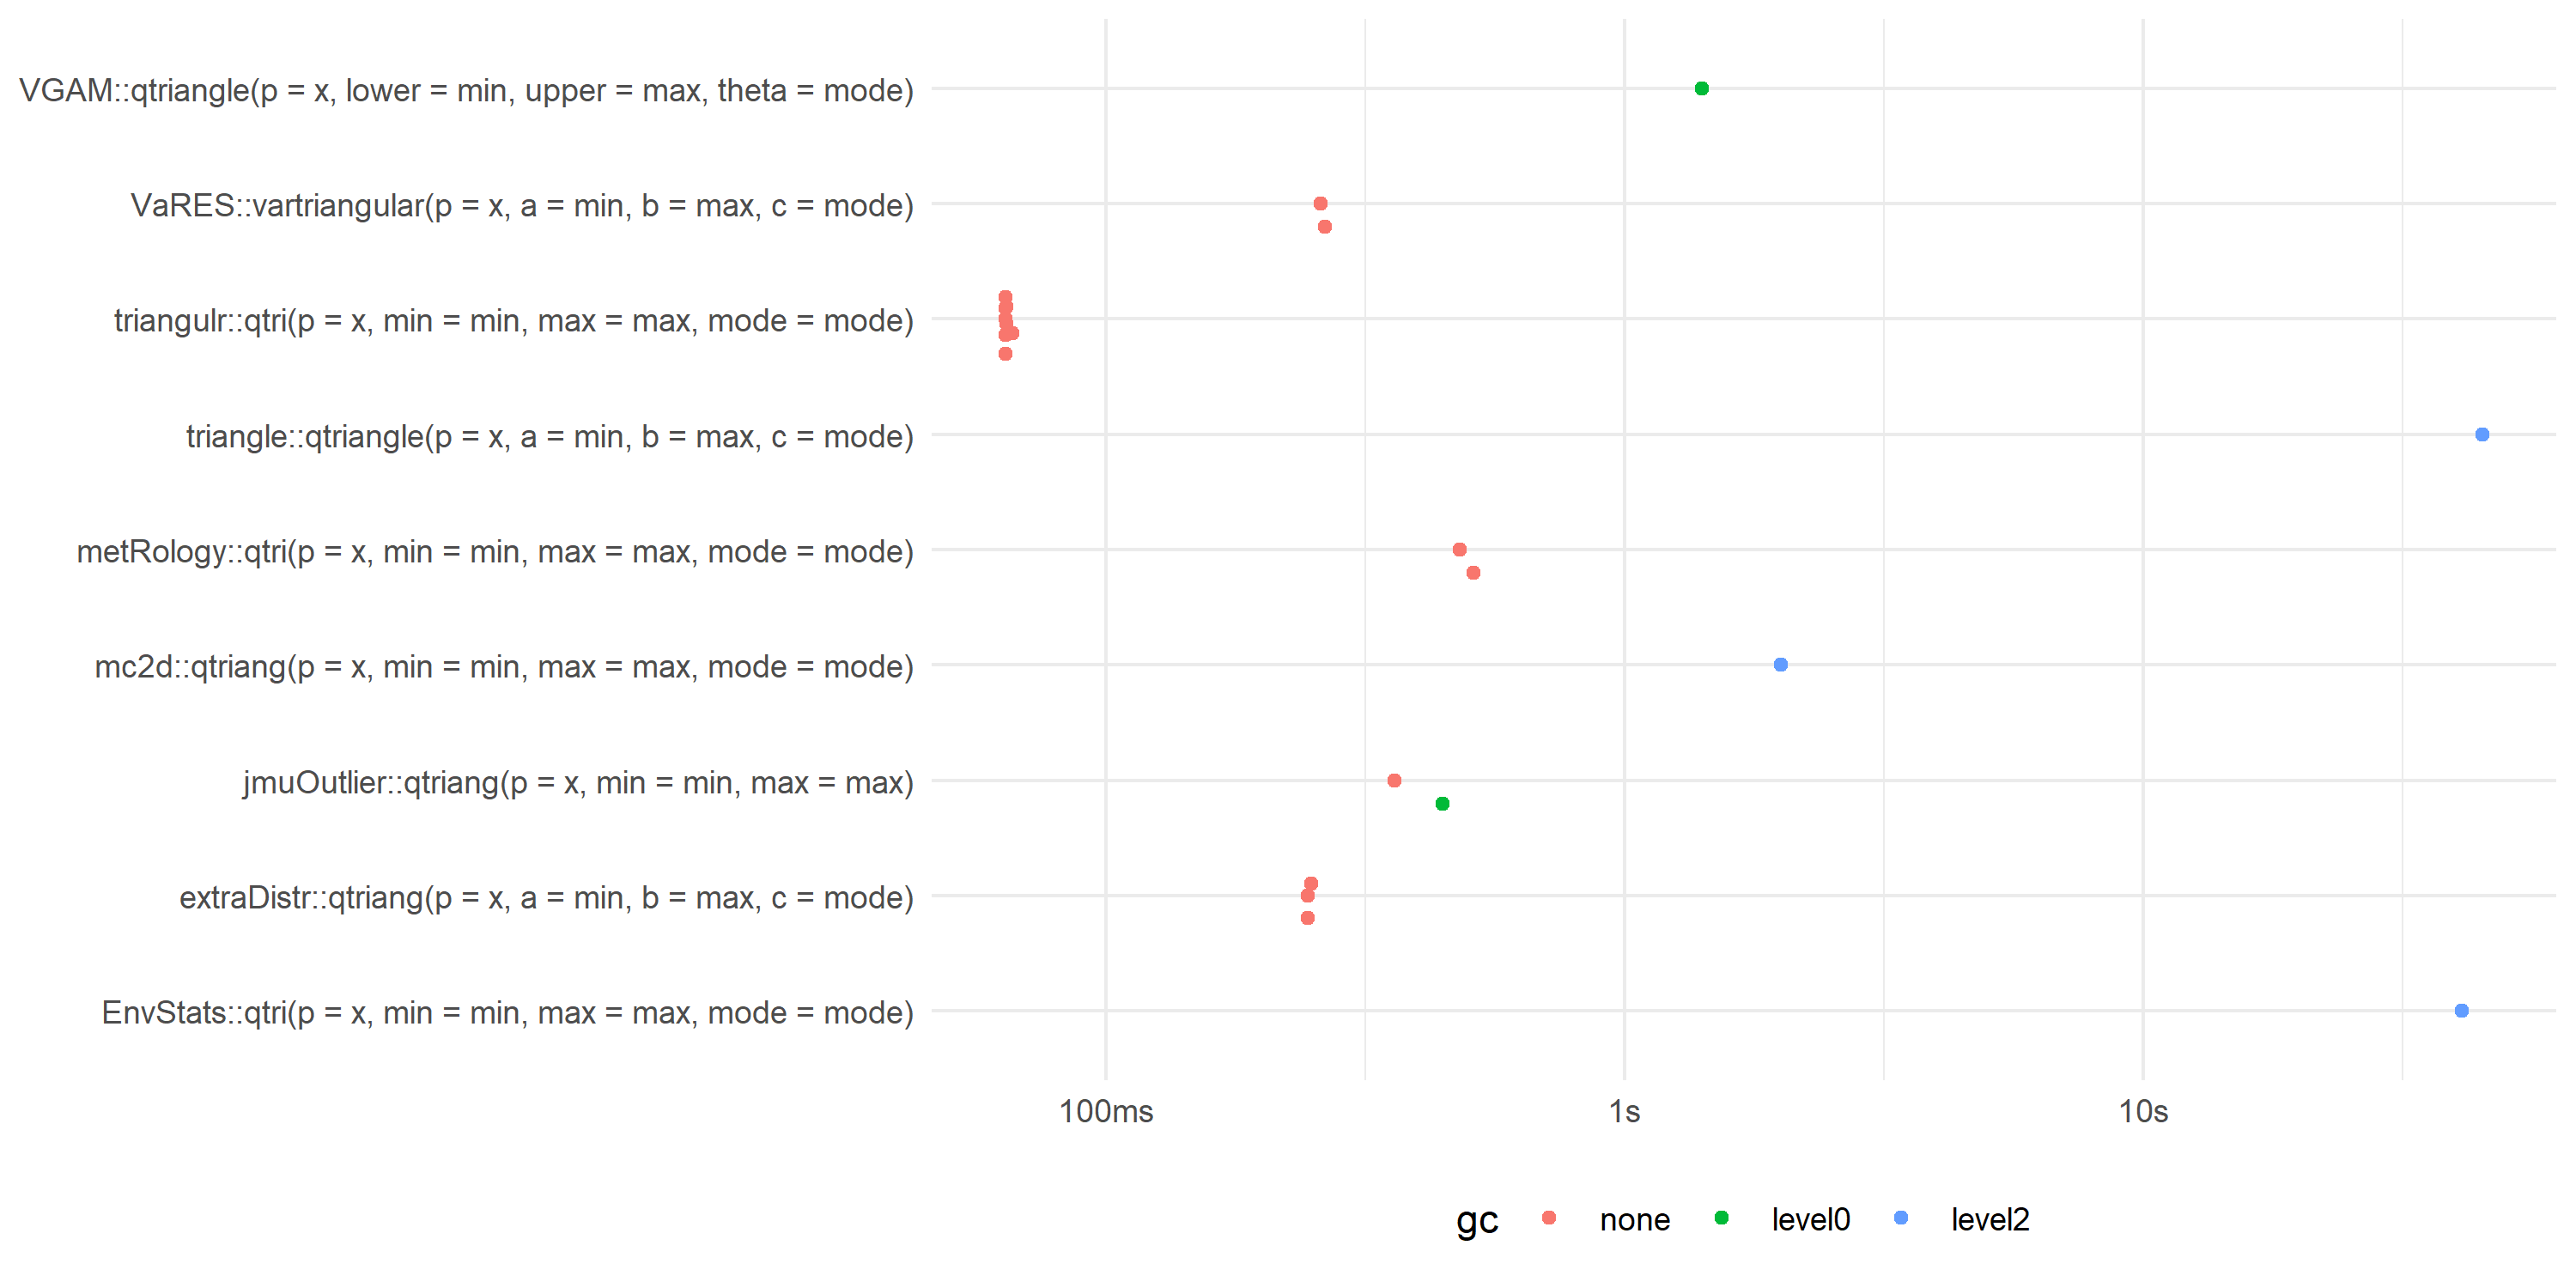 VGAM::qtriangle(p = x, lower = min, upper = max, theta = mode)
VaRES::vartriangular(p = x, a = min, b = max, c = mode)
triangulr::qtri(p = x, min = min, max = max, mode = mode)
triangle::qtriangle(p = x, a = min, b = max, c = mode)
metRology::qtri(p = x, min = min, max = max, mode = mode)
mc2d::qtriang(p = x, min = min, max = max, mode = mode)
jmuOutlier::qtriang(p = x, min = min, max = max)
extraDistr::qtriang(p = x, a = min, b = max, c = mode)
EnvStats::qtri(p = x, min = min, max = max, mode = mode)
100ms 1s 10s
gc none level0 level2